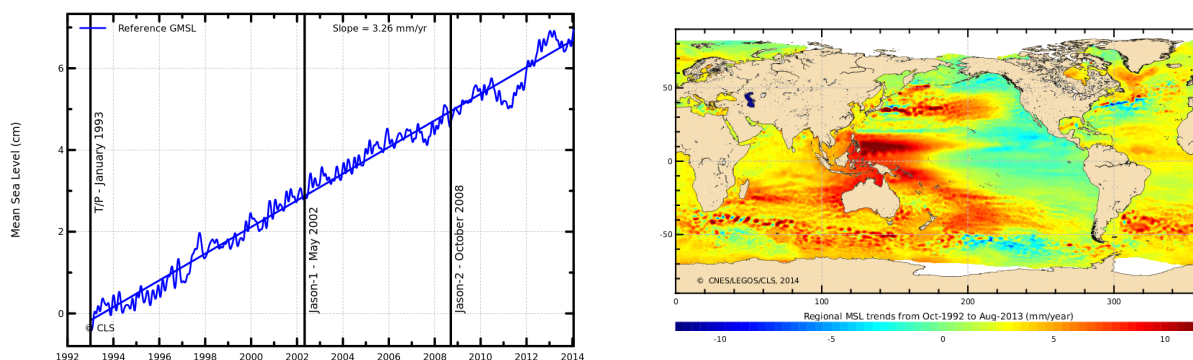 Reference GMSL
Slope = 3.26 mm/yr
Mean Sea Level (cm)
6
4
2
0
T/P - January 1993
Jason-1 - May 2002
Jason-2 - October 2008
© CLS
1992 1994 1996 1998 2000 2002 2004 2006 2008 2010 2012 2014
50
0
-50
© CNES/LEGOS/CLS, 2014
0 100 200 300
Regional MSL trends from Oct-1992 to Aug-2013 (mm/year)
-10 -5 0 5 10